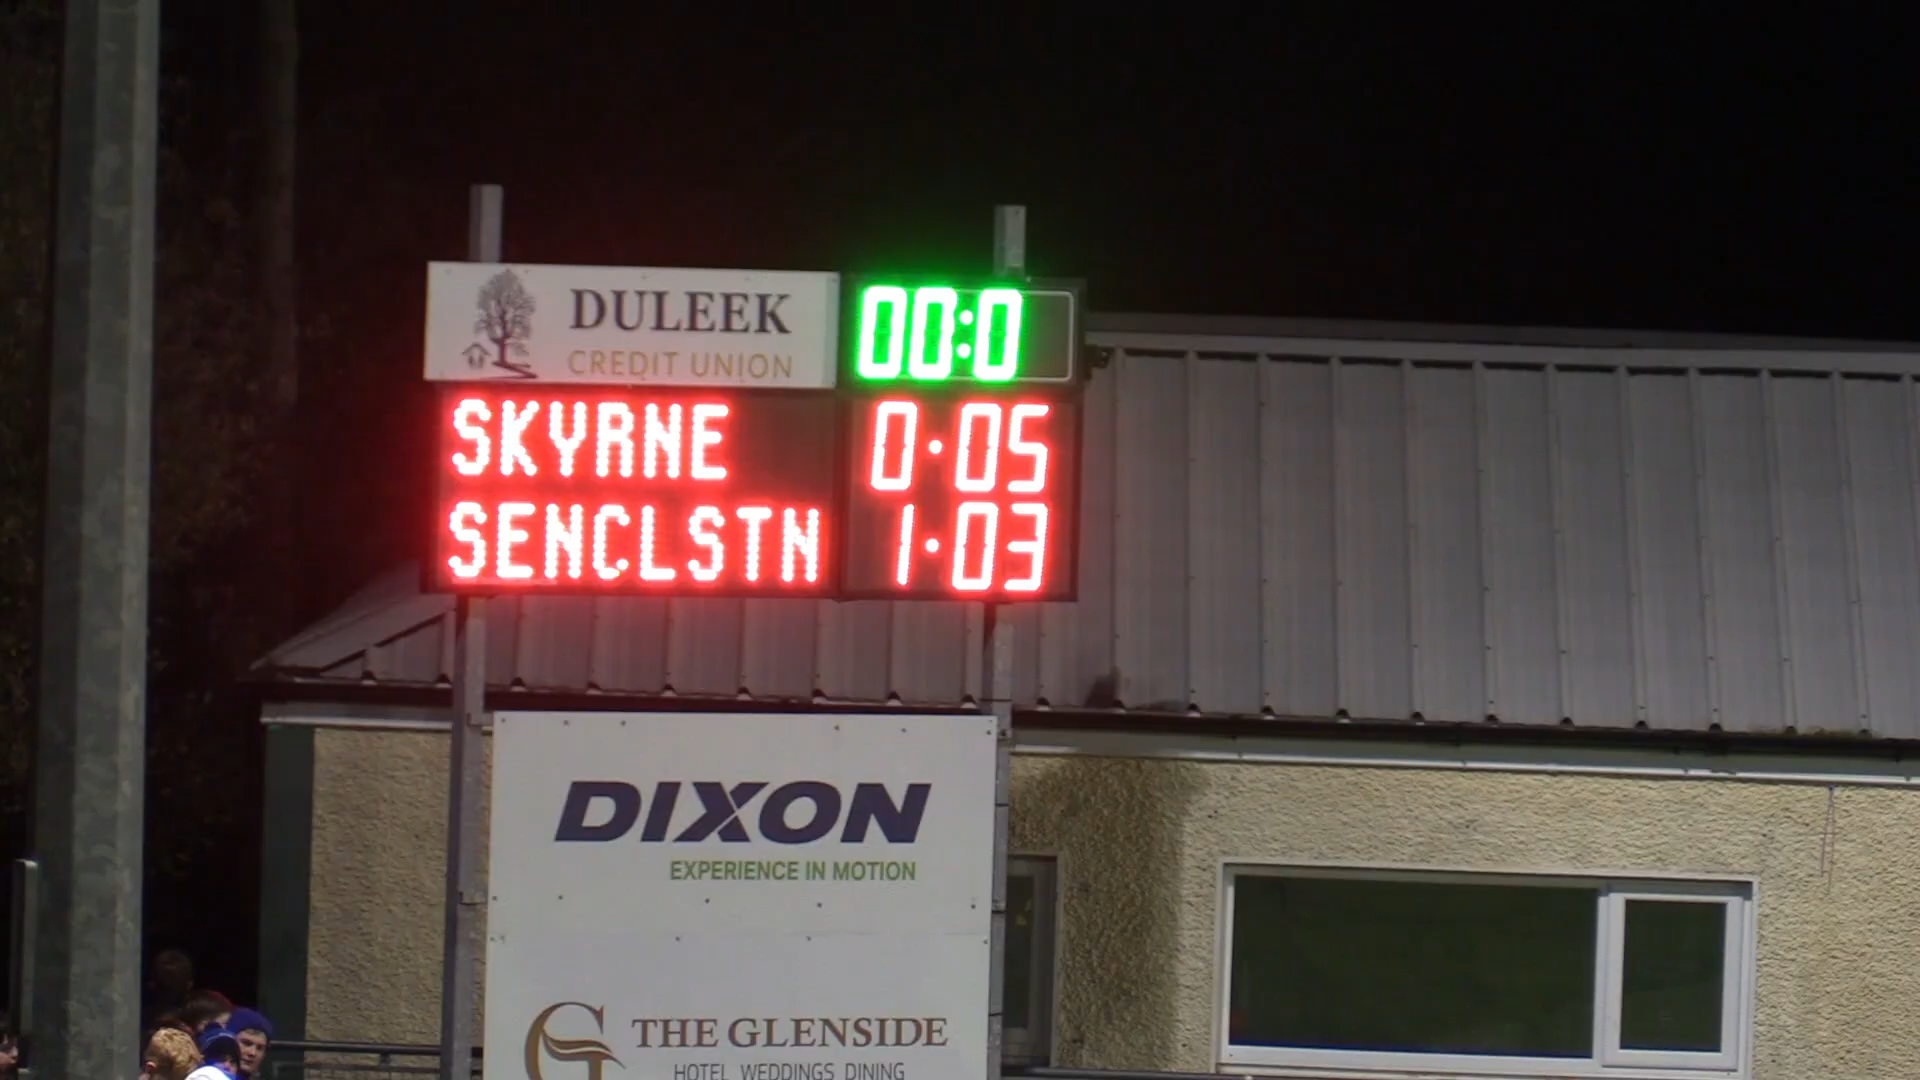 DULEEK
CREDIT UNION
00:0
SKYRNE 0·05
SENCLSTN 1·03
DIXON
EXPERIENCE IN MOTION
THE GLENSIDE
HOTEL WEDDINGS DINING